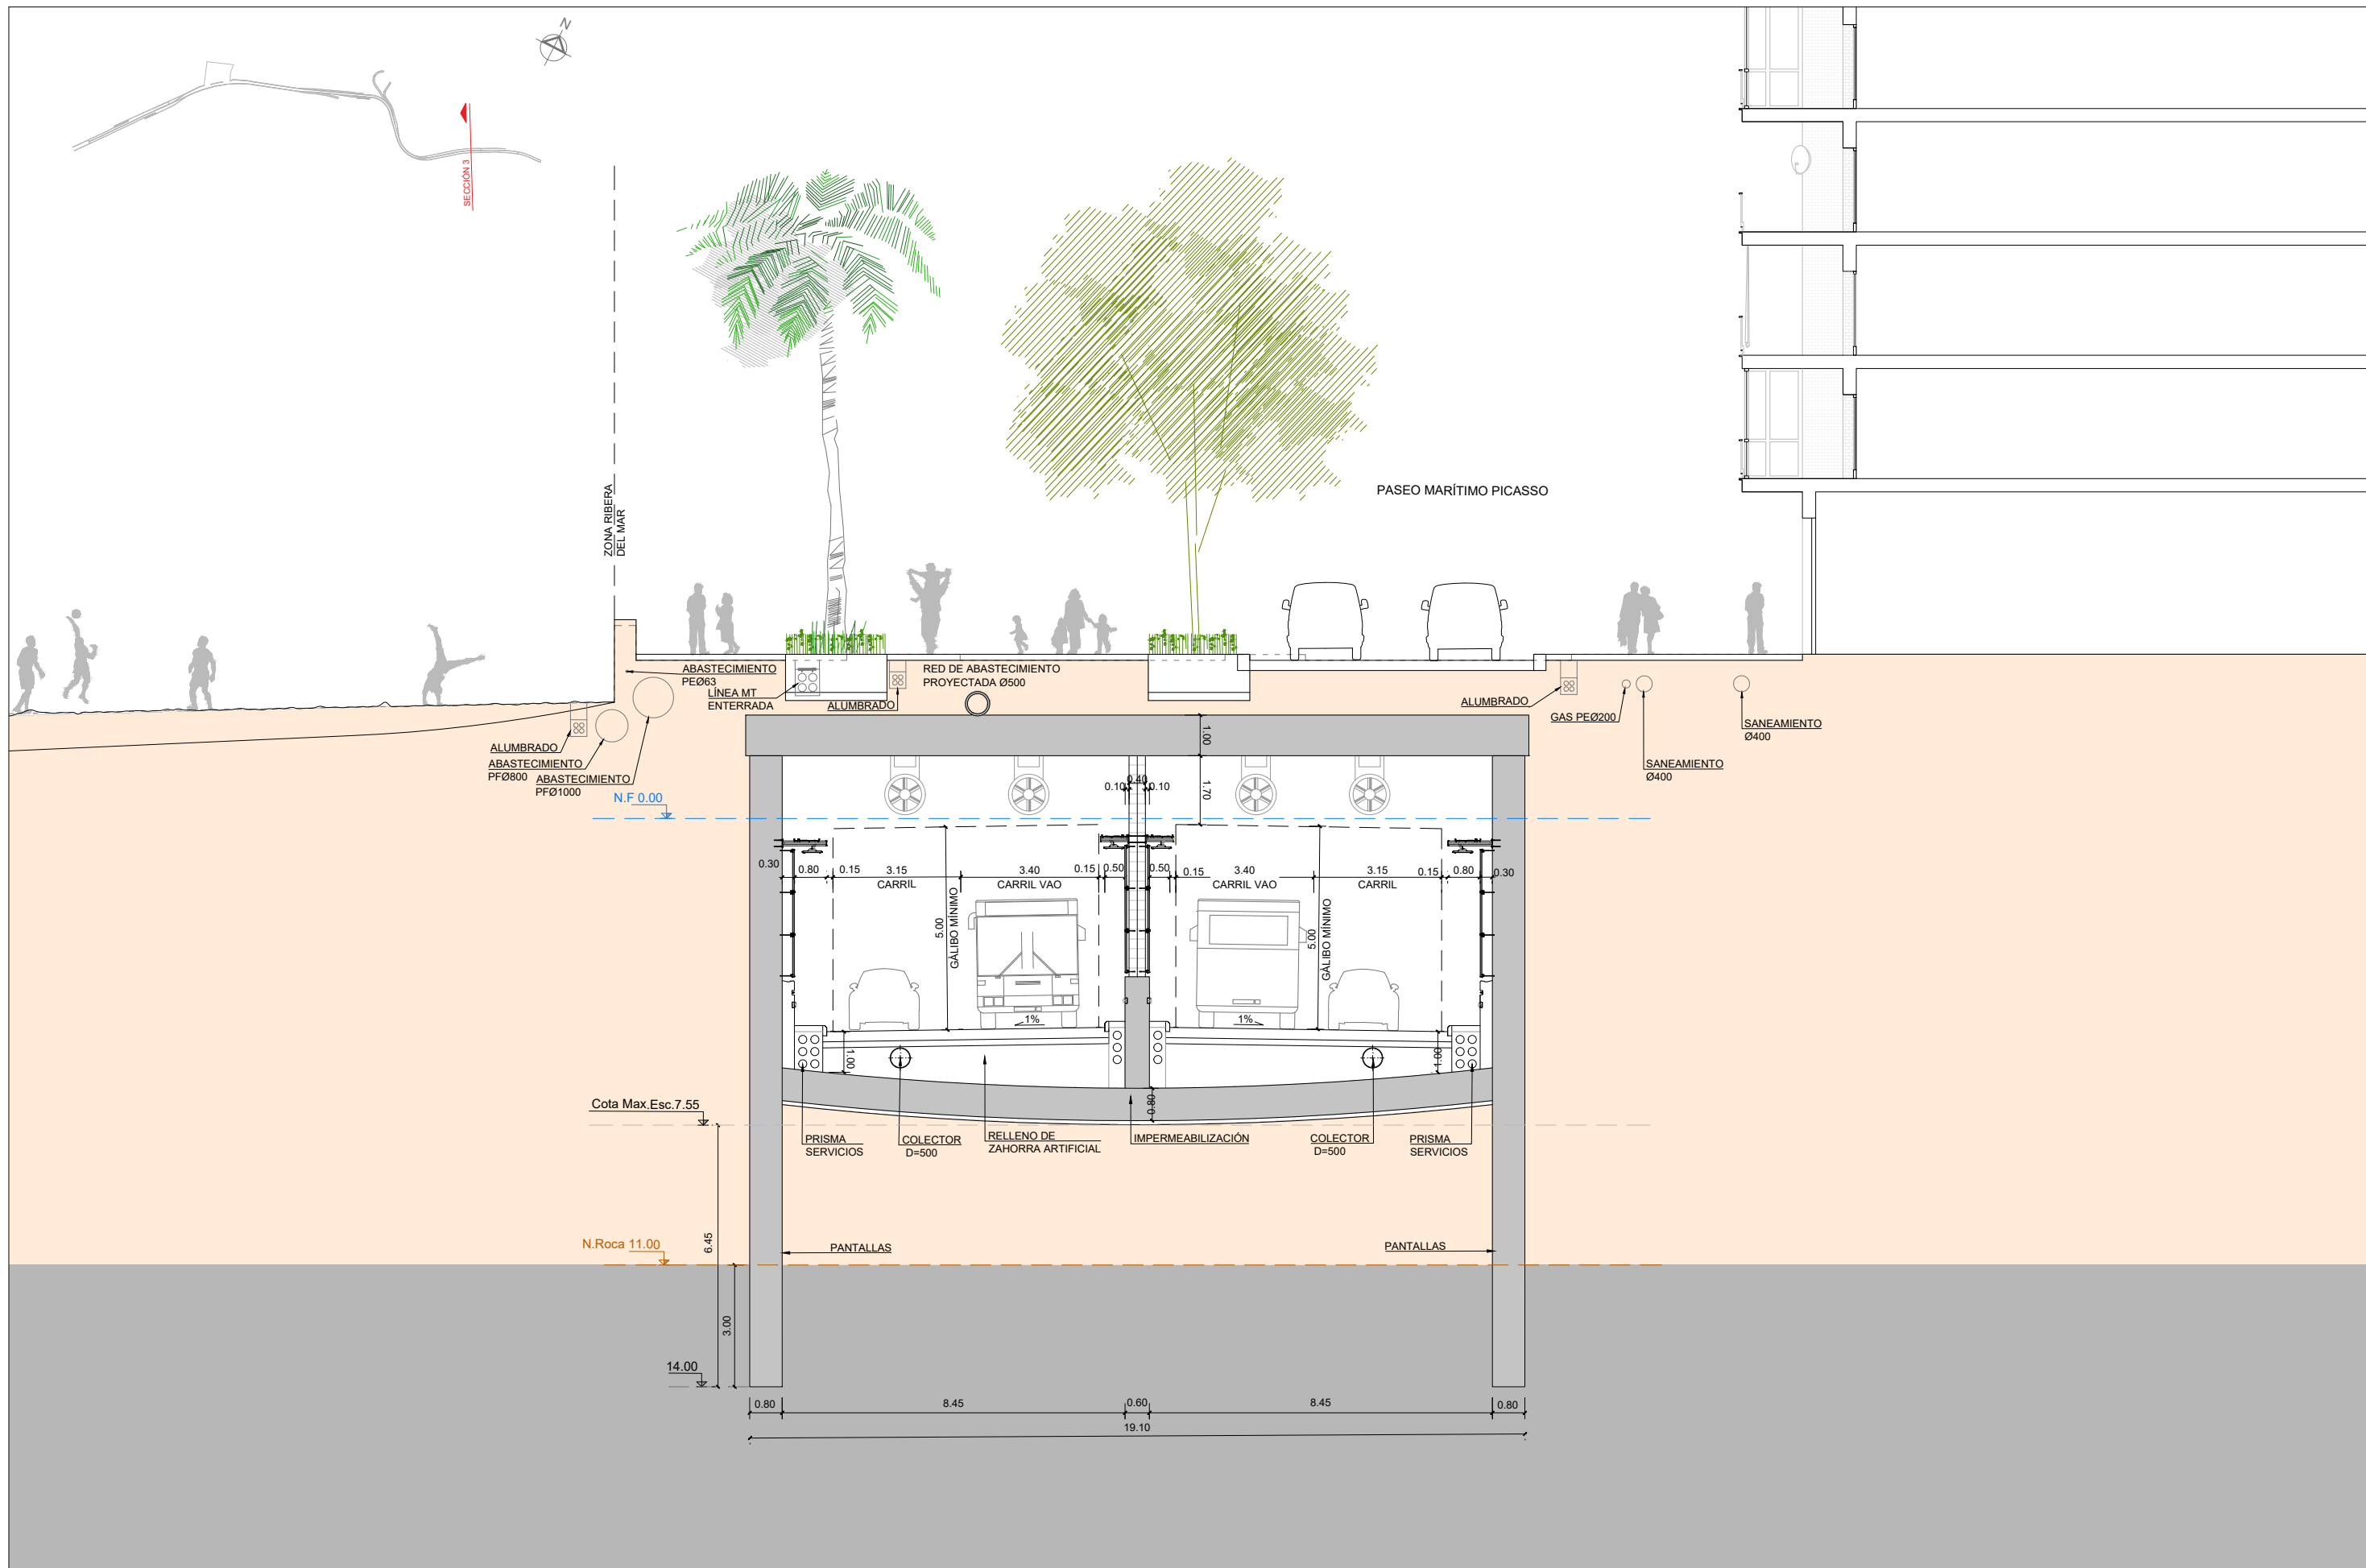 N
SECCIÓN 3
ZONA RIBERA
DEL MAR
PASEO MARÍTIMO PICASSO
ABASTECIMIENTO
PEØ63
LÍNEA MT
ENTERRADA
ALUMBRADO
RED DE ABASTECIMIENTO
PROYECTADA Ø500
ALUMBRADO
GAS PEØ200
SANEAMIENTO
Ø400
SANEAMIENTO
Ø400
ALUMBRADO
ABASTECIMIENTO
PFØ800
ABASTECIMIENTO
PFØ1000
N.F 0.00
1.00
0.40
0.10
0.10
1.70
0.30
0.80
0.15
3.15
CARRIL
3.40
CARRIL VAO
0.15
0.50
0.50
0.15
3.40
CARRIL VAO
3.15
CARRIL
0.15
0.80
0.30
5.00
GÁLIBO MÍNIMO
5.00
GÁLIBO MÍNIMO
1%
1%
1.00
1.00
0.80
Cota Max.Esc.7.55
PRISMA
SERVICIOS
COLECTOR
D=500
RELLENO DE
ZAHORRA ARTIFICIAL
IMPERMEABILIZACIÓN
COLECTOR
D=500
PRISMA
SERVICIOS
6.45
N.Roca 11.00
PANTALLAS
PANTALLAS
3.00
14.00
0.80
8.45
0.60
8.45
0.80
19.10